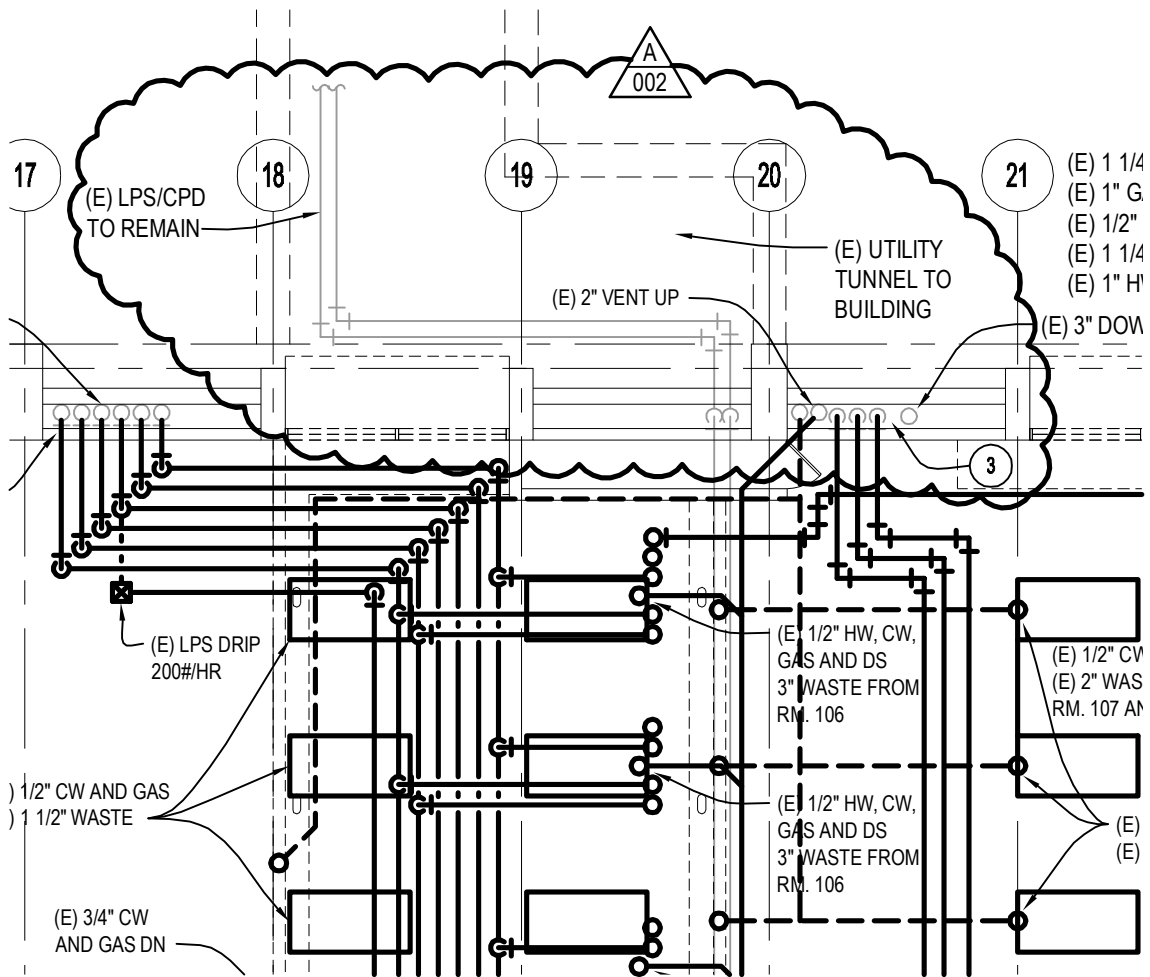 A
002
17
18
19
20
21
(E) LPS/CPD
TO REMAIN
(E) UTILITY
TUNNEL TO
BUILDING
(E) 2" VENT UP
(E) 1 1/4
(E) 1" G
(E) 1/2"
(E) 1 1/4
(E) 1" H
(E) 3" DOW
3
(E) LPS DRIP
200#/HR
(E) 1/2" HW, CW,
GAS AND DS
3" WASTE FROM
RM. 106
(E) 1/2" CW
(E) 2" WAS
RM. 107 AN
) 1/2" CW AND GAS
) 1 1/2" WASTE
(E) 1/2" HW, CW,
GAS AND DS
3" WASTE FROM
RM. 106
(E)
(E)
(E) 3/4" CW
AND GAS DN